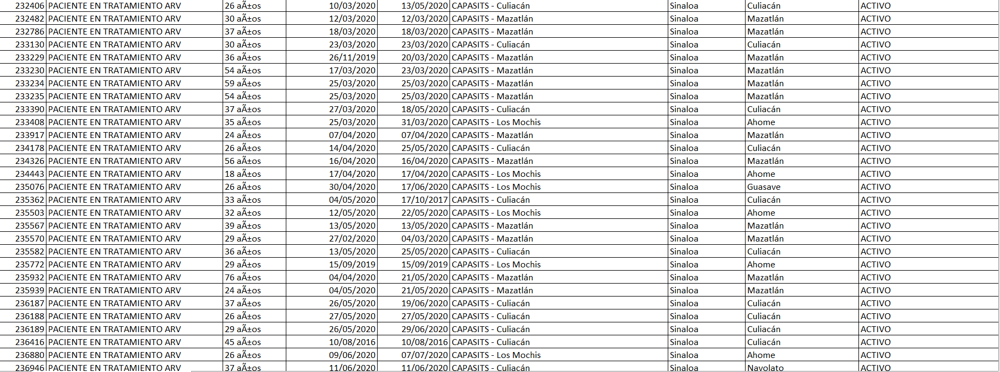 232406 PACIENTE EN TRATAMIENTO ARV 26 aÃ±os 10/03/2020 13/05/2020 CAPASITS - Culiacán Sinaloa Culiacán ACTIVO
232482 PACIENTE EN TRATAMIENTO ARV 30 aÃ±os 12/03/2020 12/03/2020 CAPASITS - Mazatlán Sinaloa Mazatlán ACTIVO
232786 PACIENTE EN TRATAMIENTO ARV 37 aÃ±os 18/03/2020 18/03/2020 CAPASITS - Mazatlán Sinaloa Mazatlán ACTIVO
233130 PACIENTE EN TRATAMIENTO ARV 30 aÃ±os 23/03/2020 23/03/2020 CAPASITS - Culiacán Sinaloa Culiacán ACTIVO
233229 PACIENTE EN TRATAMIENTO ARV 36 aÃ±os 26/11/2019 20/03/2020 CAPASITS - Mazatlán Sinaloa Mazatlán ACTIVO
233230 PACIENTE EN TRATAMIENTO ARV 54 aÃ±os 17/03/2020 23/03/2020 CAPASITS - Mazatlán Sinaloa Mazatlán ACTIVO
233234 PACIENTE EN TRATAMIENTO ARV 59 aÃ±os 25/03/2020 25/03/2020 CAPASITS - Mazatlán Sinaloa Mazatlán ACTIVO
233235 PACIENTE EN TRATAMIENTO ARV 54 aÃ±os 25/03/2020 25/03/2020 CAPASITS - Mazatlán Sinaloa Mazatlán ACTIVO
233390 PACIENTE EN TRATAMIENTO ARV 37 aÃ±os 27/03/2020 18/05/2020 CAPASITS - Culiacán Sinaloa Culiacán ACTIVO
233408 PACIENTE EN TRATAMIENTO ARV 35 aÃ±os 25/03/2020 31/03/2020 CAPASITS - Los Mochis Sinaloa Ahome ACTIVO
233917 PACIENTE EN TRATAMIENTO ARV 24 aÃ±os 07/04/2020 07/04/2020 CAPASITS - Mazatlán Sinaloa Mazatlán ACTIVO
234178 PACIENTE EN TRATAMIENTO ARV 26 aÃ±os 14/04/2020 25/05/2020 CAPASITS - Culiacán Sinaloa Culiacán ACTIVO
234326 PACIENTE EN TRATAMIENTO ARV 56 aÃ±os 16/04/2020 16/04/2020 CAPASITS - Mazatlán Sinaloa Mazatlán ACTIVO
234443 PACIENTE EN TRATAMIENTO ARV 18 aÃ±os 17/04/2020 17/04/2020 CAPASITS - Los Mochis Sinaloa Ahome ACTIVO
235076 PACIENTE EN TRATAMIENTO ARV 26 aÃ±os 30/04/2020 17/06/2020 CAPASITS - Los Mochis Sinaloa Guasave ACTIVO
235362 PACIENTE EN TRATAMIENTO ARV 33 aÃ±os 04/05/2020 17/10/2017 CAPASITS - Culiacán Sinaloa Culiacán ACTIVO
235503 PACIENTE EN TRATAMIENTO ARV 32 aÃ±os 12/05/2020 22/05/2020 CAPASITS - Los Mochis Sinaloa Ahome ACTIVO
235567 PACIENTE EN TRATAMIENTO ARV 39 aÃ±os 13/05/2020 13/05/2020 CAPASITS - Mazatlán Sinaloa Mazatlán ACTIVO
235570 PACIENTE EN TRATAMIENTO ARV 29 aÃ±os 27/02/2020 04/03/2020 CAPASITS - Mazatlán Sinaloa Mazatlán ACTIVO
235582 PACIENTE EN TRATAMIENTO ARV 36 aÃ±os 13/05/2020 25/05/2020 CAPASITS - Culiacán Sinaloa Culiacán ACTIVO
235772 PACIENTE EN TRATAMIENTO ARV 29 aÃ±os 15/09/2019 15/09/2019 CAPASITS - Los Mochis Sinaloa Ahome ACTIVO
235932 PACIENTE EN TRATAMIENTO ARV 76 aÃ±os 04/04/2020 21/05/2020 CAPASITS - Mazatlán Sinaloa Mazatlán ACTIVO
235939 PACIENTE EN TRATAMIENTO ARV 24 aÃ±os 04/05/2020 21/05/2020 CAPASITS - Mazatlán Sinaloa Mazatlán ACTIVO
236187 PACIENTE EN TRATAMIENTO ARV 37 aÃ±os 26/05/2020 19/06/2020 CAPASITS - Culiacán Sinaloa Culiacán ACTIVO
236188 PACIENTE EN TRATAMIENTO ARV 26 aÃ±os 27/05/2020 27/05/2020 CAPASITS - Culiacán Sinaloa Culiacán ACTIVO
236189 PACIENTE EN TRATAMIENTO ARV 29 aÃ±os 26/05/2020 29/06/2020 CAPASITS - Culiacán Sinaloa Culiacán ACTIVO
236416 PACIENTE EN TRATAMIENTO ARV 45 aÃ±os 10/08/2016 10/08/2016 CAPASITS - Culiacán Sinaloa Culiacán ACTIVO
236880 PACIENTE EN TRATAMIENTO ARV 26 aÃ±os 09/06/2020 07/07/2020 CAPASITS - Los Mochis Sinaloa Ahome ACTIVO
236946 PACIENTE EN TRATAMIENTO ARV 37 aÃ±os 11/06/2020 11/06/2020 CAPASITS - Culiacán Sinaloa Navolato ACTIVO